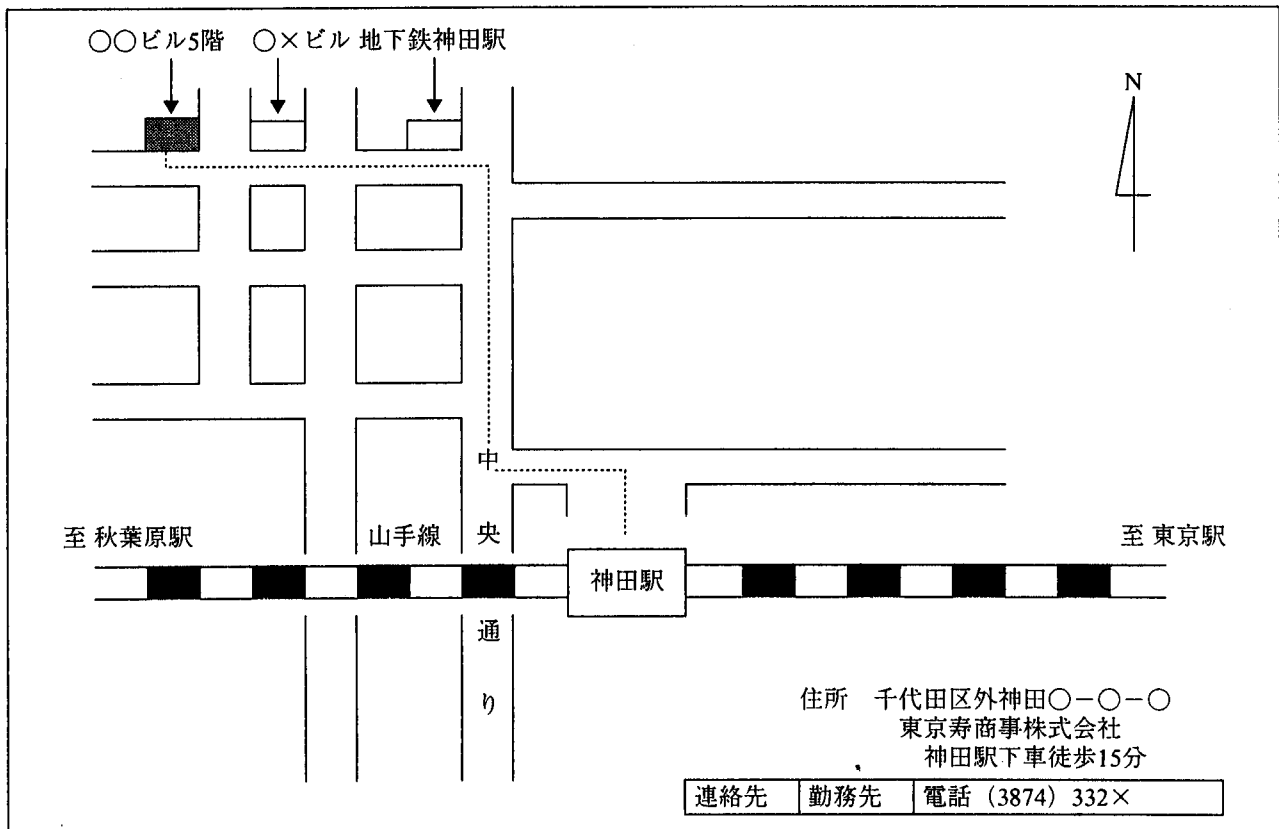 ○○ビル5階 ○×ビル 地下鉄神田駅
N
中央通り
至 秋葉原駅
山手線
至 東京駅
神田駅
住所 千代田区外神田○-○-○
東京寿商事株式会社
神田駅下車徒歩15分
連絡先 勤務先 電話 (3874) 332×